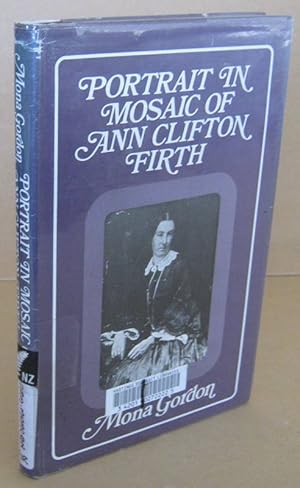 PORTRAIT IN
MOSAIC OF
ANN CLIFTON
FIRTH
Mona Gordon
Mona Gordon
PORTRAIT IN MOSAIC
NZ